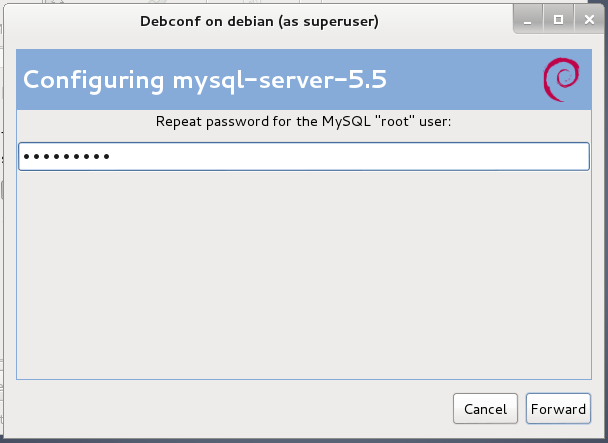 Debconf on debian (as superuser)
Configuring mysql-server-5.5
Repeat password for the MySQL "root" user:
•••••••••
Cancel
Forward